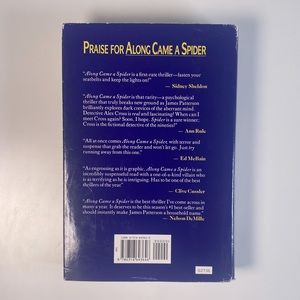 PRAISE FOR ALONG CAME A SPIDER
"Along Came a Spider is a first-rate thriller—fasten your
seatbelts and keep the lights on!"
— Sidney Sheldon
"Along Came a Spider is that rarity—a psychological
thriller that truly breaks new ground as James Patterson
brilliantly explores dark crevices of the abnormal mind.
Detective Alex Cross is real and fascinating! When can I
meet Cross again? Soon, I hope. Spider is a sure winner;
Cross is the fictional detective of the nineties!"
— Ann Rule
"All at once comes Along Came a Spider, with terror and
suspense that grab the reader and won't let go. Just try
running away from this one."
— Ed McBain
"As engrossing as it is graphic, Along Came a Spider is an
incredibly suspenseful read with a one-of-a-kind villain who
is as terrifying as he is intriguing. Has to be one of the best
thrillers of the year."
— Clive Cussler
"Along Came a Spider is the best thriller I've come across in
many a year. It deserves to be this season's #1 best-seller and
should instantly make James Patterson a household name."
— Nelson DeMille